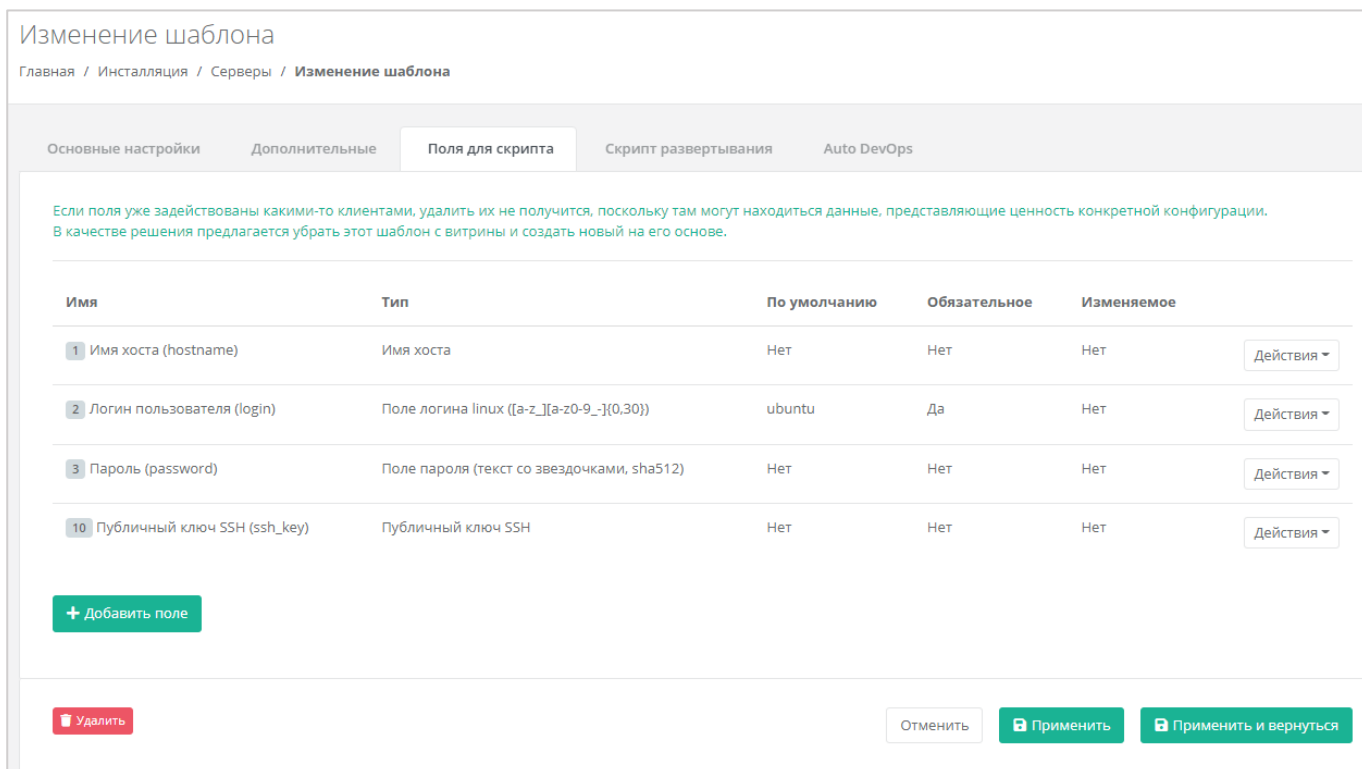 Изменение шаблона
Главная / Инсталляция / Серверы / Изменение шаблона
Основные настройки Дополнительные Поля для скрипта Скрипт развертывания Auto DevOps
Если поля уже задействованы какими-то клиентами, удалить их не получится, поскольку там могут находиться данные, представляющие ценность конкретной конфигурации.
В качестве решения предлагается убрать этот шаблон с витрины и создать новый на его основе.
Имя Тип По умолчанию Обязательное Изменяемое
1 Имя хоста (hostname) Имя хоста Нет Нет Нет Действия
2 Логин пользователя (login) Поле логина linux ([a-z_][a-z0-9_-]{0,30}) ubuntu Да Нет Действия
3 Пароль (password) Поле пароля (текст со звездочками, sha512) Нет Нет Нет Действия
10 Публичный ключ SSH (ssh_key) Публичный ключ SSH Нет Нет Нет Действия
+ Добавить поле
Удалить Отменить Применить Применить и вернуться